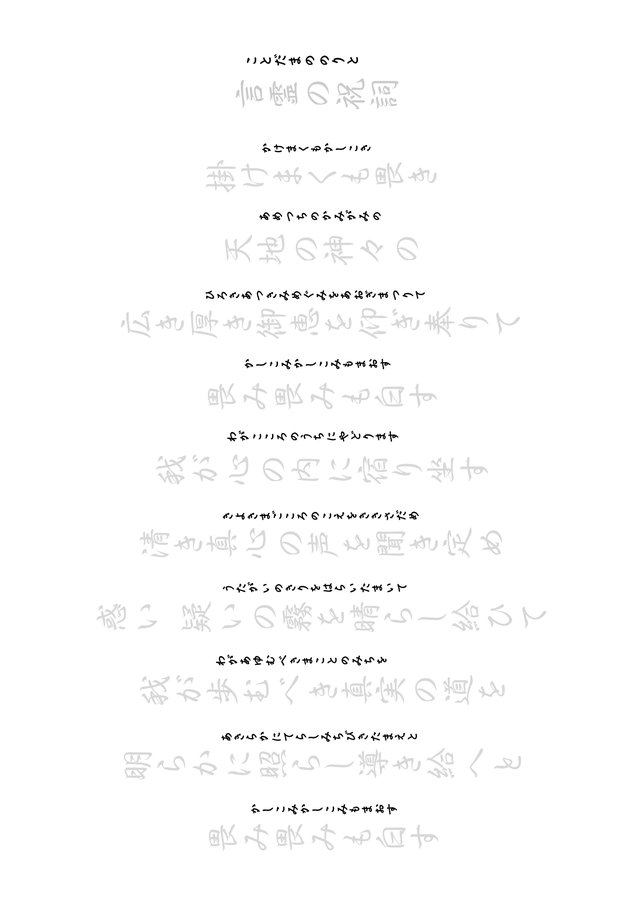 ことだまののりと
言霊の祝詞
かけまくもかしこき
掛けまくも畏き
あめつちのかみがみの
天地の神々の
ひろきあつきみめぐみをあおぎまつりて
広き厚き御恵を仰ぎ奉りて
かしこみかしこみもまおす
畏み畏みも白す
わがこころのうちにやどります
我が心の内に宿り坐す
きよきまごころのこえをききさだめ
清き真心の声を聞き定め
うたがいのきりをはらいたまいて
惑い 疑いの霧を晴らし給ひて
わがあゆむべきまことのみちを
我が歩むべき真実の道を
あきらかにてらしみちびきたまえと
明らかに照らし導き給へと
かしこみかしこみもまおす
畏み畏みも白す